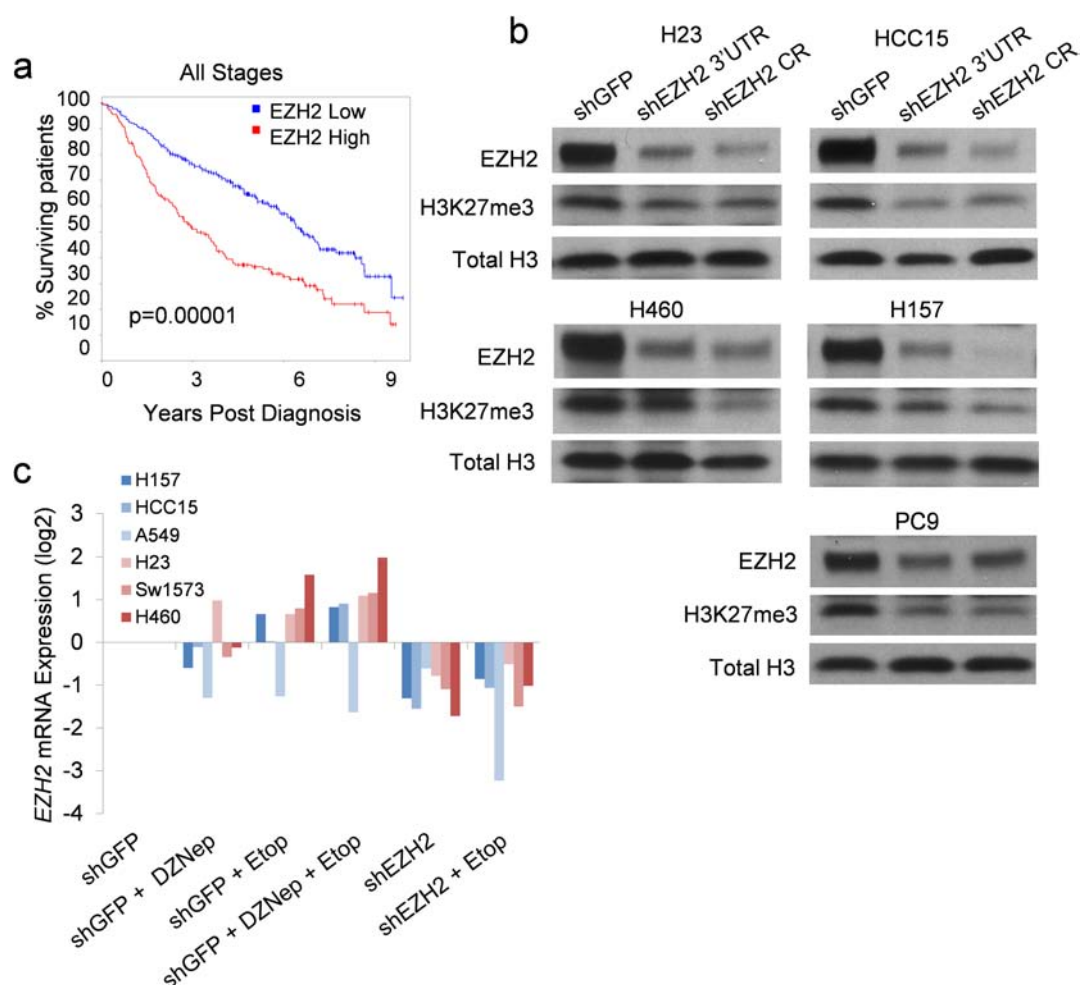 a
All Stages
100
90
80
70
60
50
40
30
20
10
0
% Surviving patients
EZH2 Low
EZH2 High
p=0.00001
0 3 6 9
Years Post Diagnosis
b
H23
shGFP
shEZH2 3'UTR
shEZH2 CR
EZH2
H3K27me3
Total H3
HCC15
shGFP
shEZH2 3'UTR
shEZH2 CR
H460
EZH2
H3K27me3
Total H3
H157
PC9
EZH2
H3K27me3
Total H3
c
H157
HCC15
A549
H23
Sw1573
H460
EZH2 mRNA Expression (log2)
3
2
1
0
-1
-2
-3
-4
shGFP
shGFP + DZNep
shGFP + Etop
shGFP + DZNep + Etop
shEZH2
shEZH2 + Etop